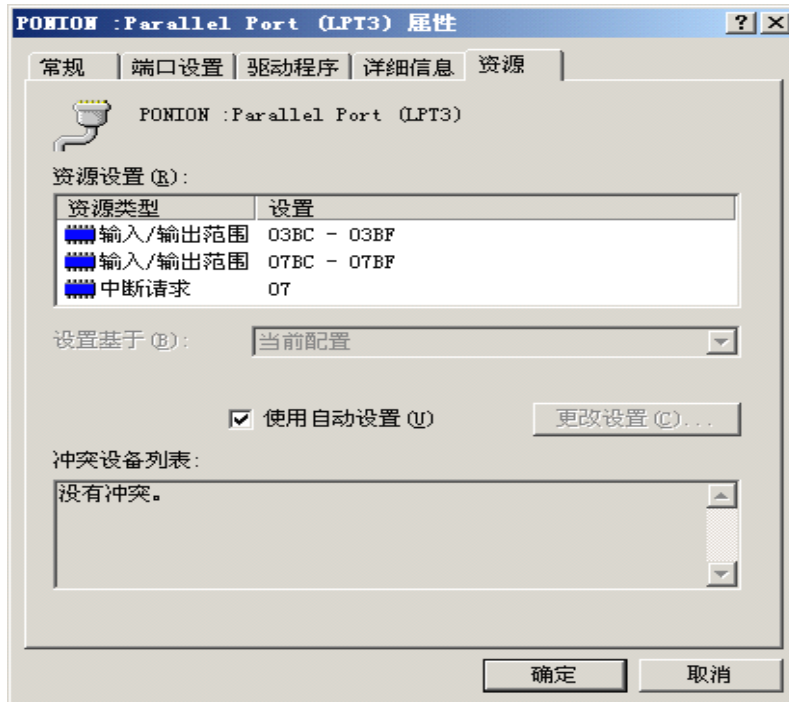 PONION :Parallel Port (LPT3) 属性
常规 端口设置 驱动程序 详细信息 资源
PONION :Parallel Port (LPT3)
资源设置(R):
资源类型 设置
输入/输出范围 03BC - 03BF
输入/输出范围 07BC - 07BF
中断请求 07
设置基于(B): 当前配置
使用自动设置(U) 更改设置(C)...
冲突设备列表:
没有冲突。
确定 取消